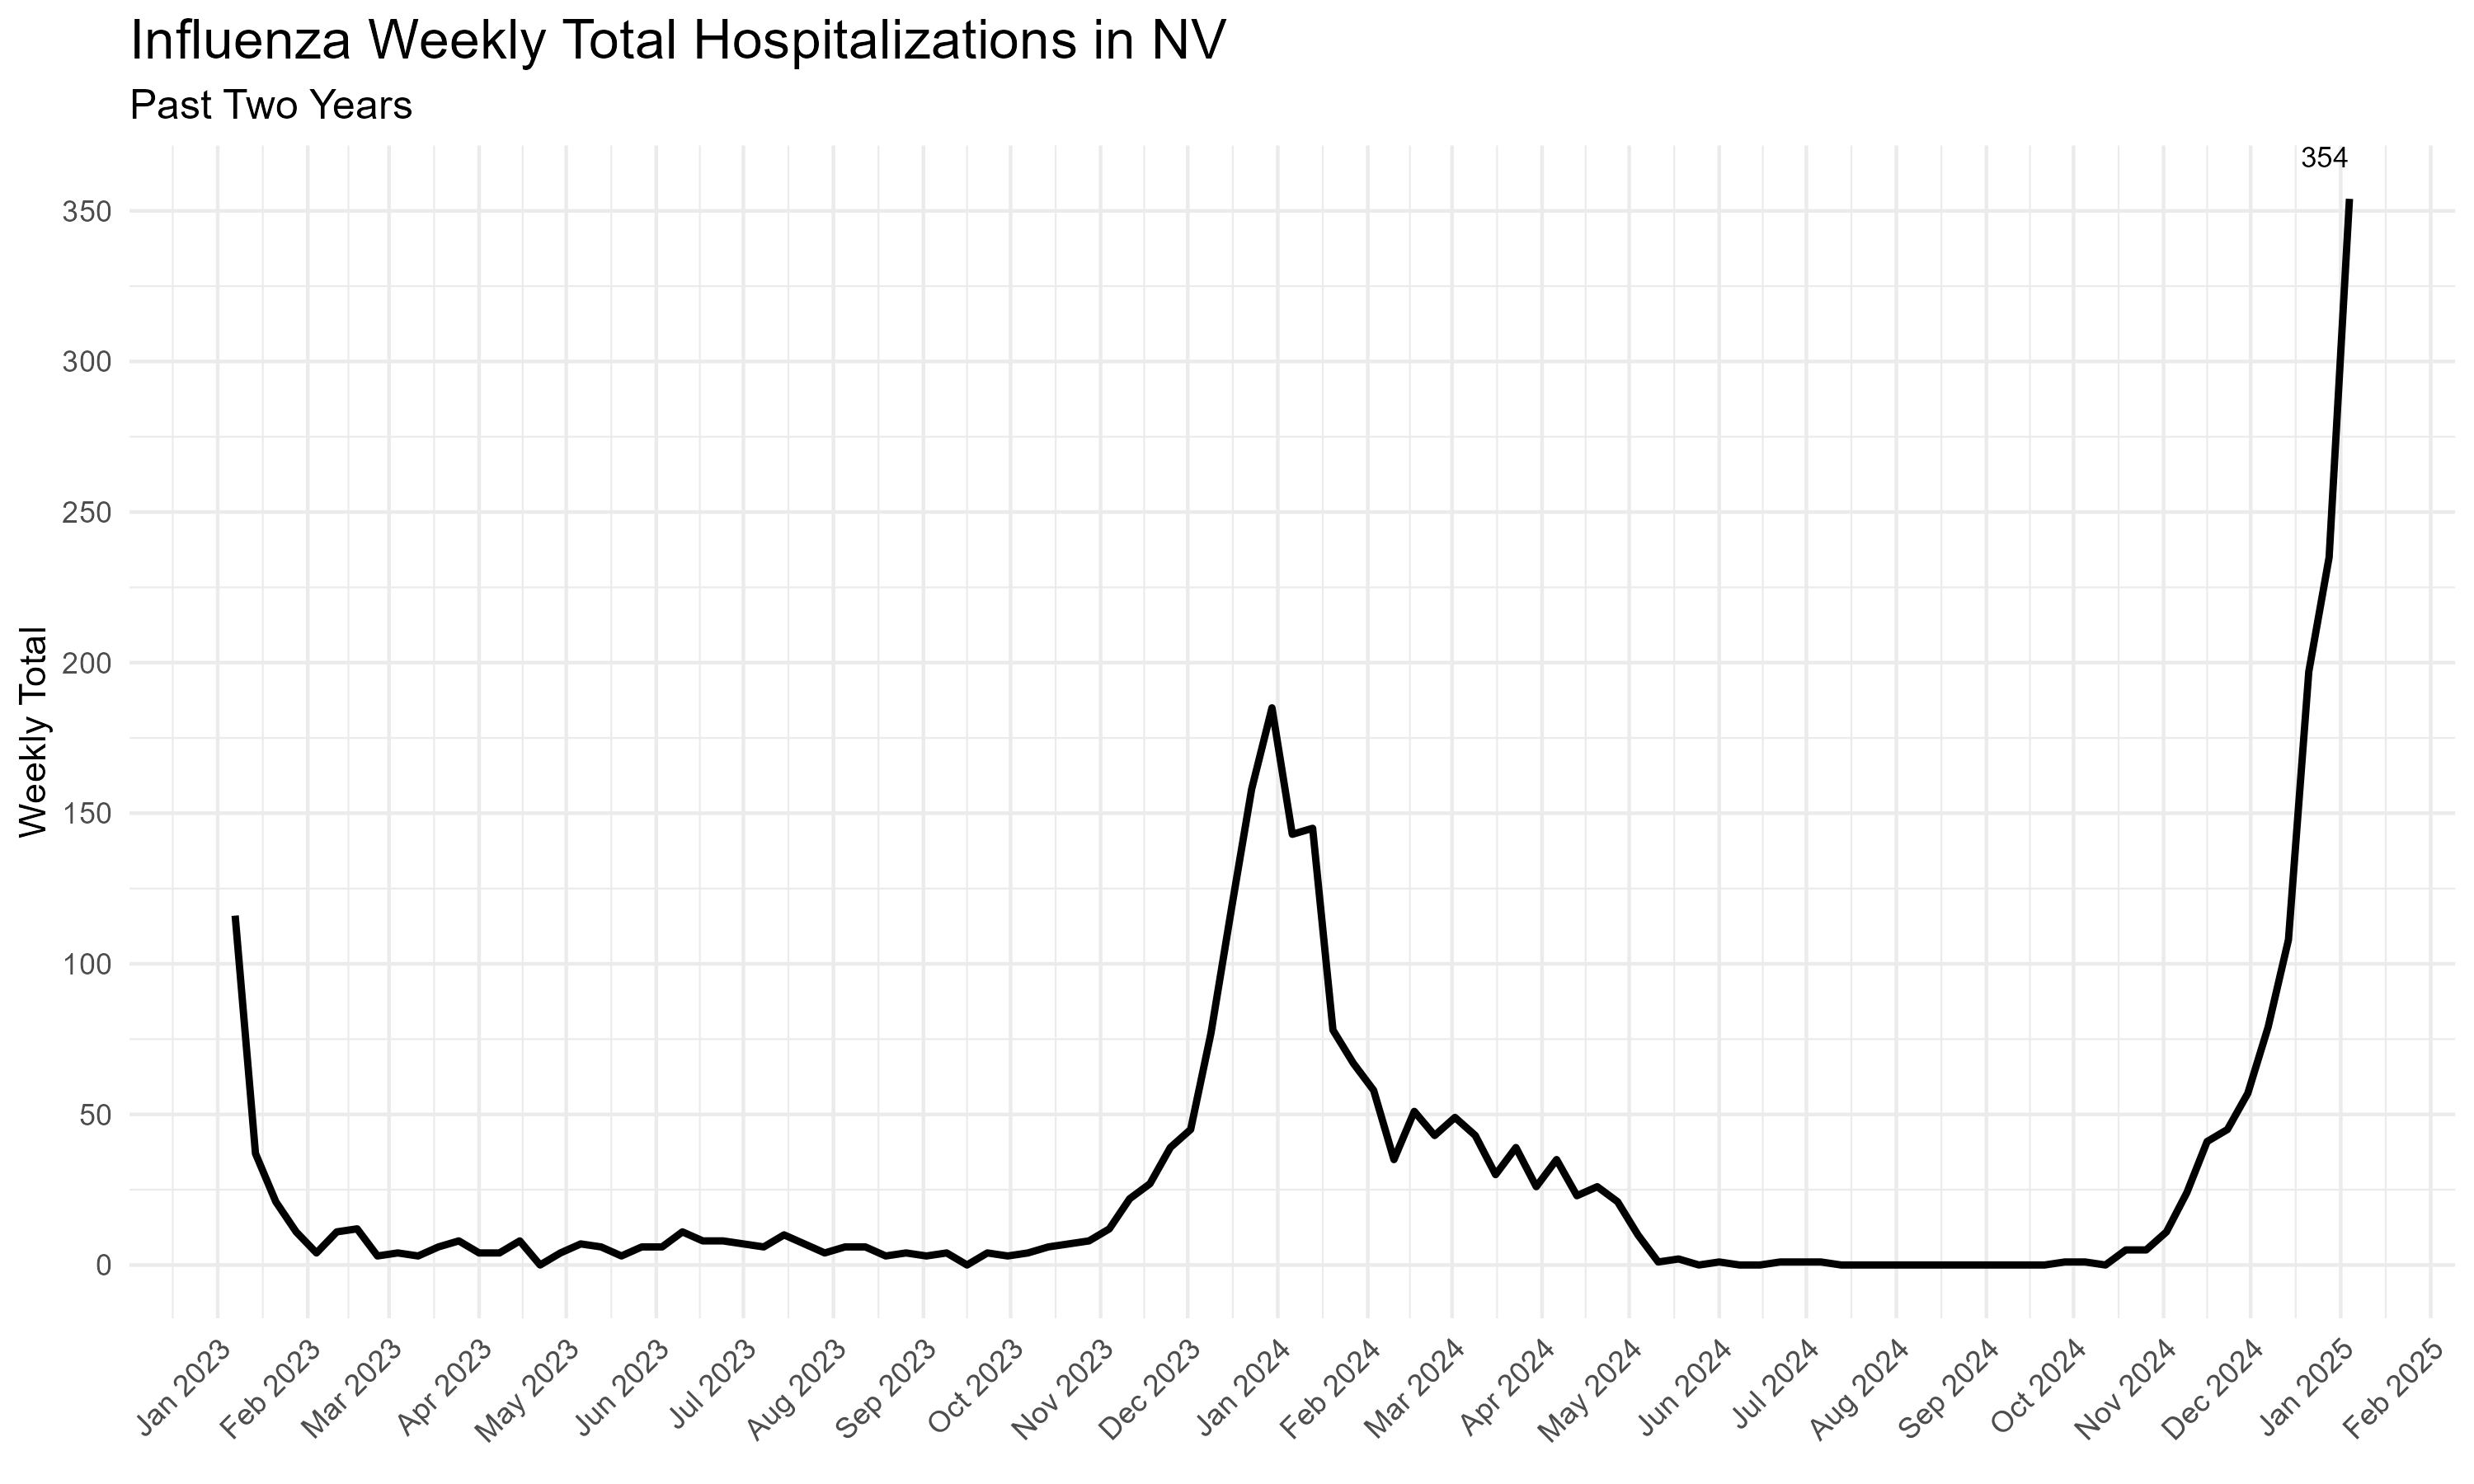 Influenza Weekly Total Hospitalizations in NV
Past Two Years
354
350
300
250
200
150
100
50
0
Weekly Total
Jan 2023
Feb 2023
Mar 2023
Apr 2023
May 2023
Jun 2023
Jul 2023
Aug 2023
Sep 2023
Oct 2023
Nov 2023
Dec 2023
Jan 2024
Feb 2024
Mar 2024
Apr 2024
May 2024
Jun 2024
Jul 2024
Aug 2024
Sep 2024
Oct 2024
Nov 2024
Dec 2024
Jan 2025
Feb 2025